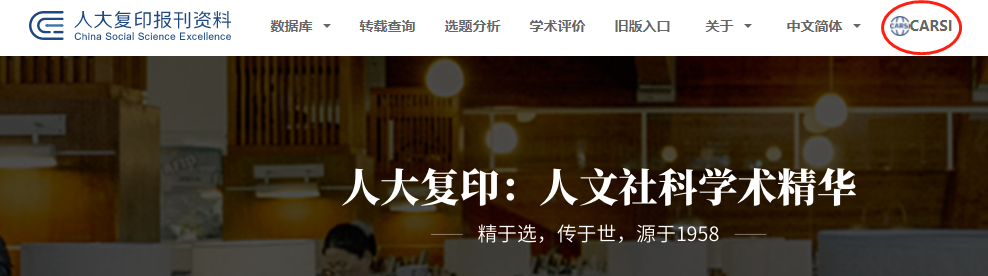 人大复印报刊资料
China Social Science Excellence
数据库 转载查询 选题分析 学术评价 旧版入口 关于 中文简体 CARSI CARSI
人大复印：人文社科学术精华
精于选，传于世，源于1958